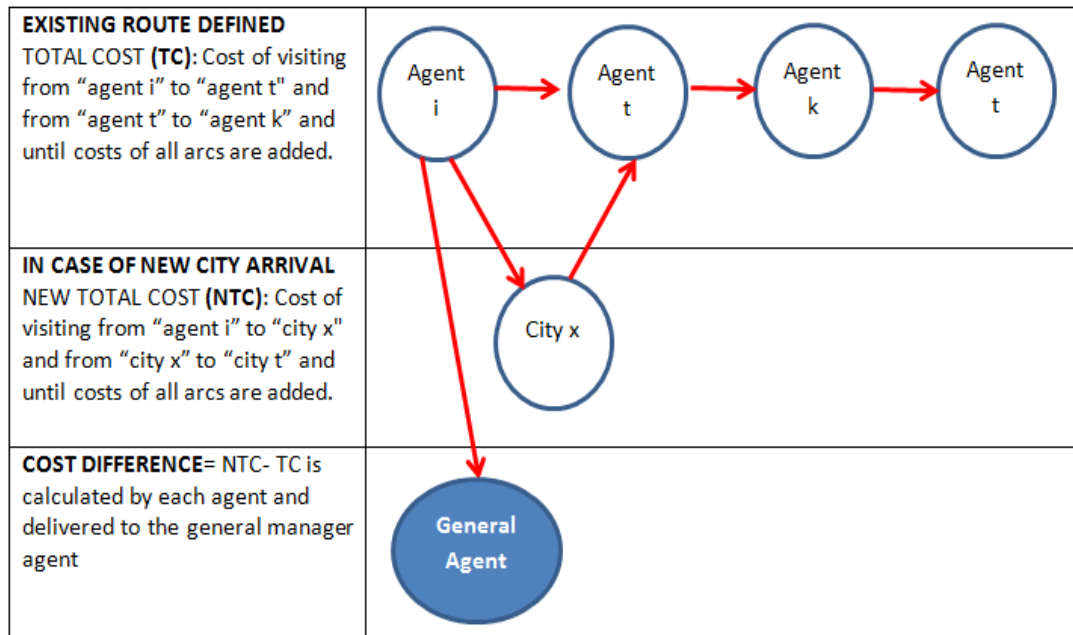 EXISTING ROUTE DEFINED
TOTAL COST (TC): Cost of visiting
from “agent i” to “agent t" and
from “agent t” to “agent k” and
until costs of all arcs are added.
Agent
i
Agent
t
Agent
k
Agent
t
IN CASE OF NEW CITY ARRIVAL
NEW TOTAL COST (NTC): Cost of
visiting from “agent i” to “city x"
and from “city x” to “city t” and
until costs of all arcs are added.
City x
COST DIFFERENCE= NTC- TC is
calculated by each agent and
delivered to the general manager
agent
General
Agent